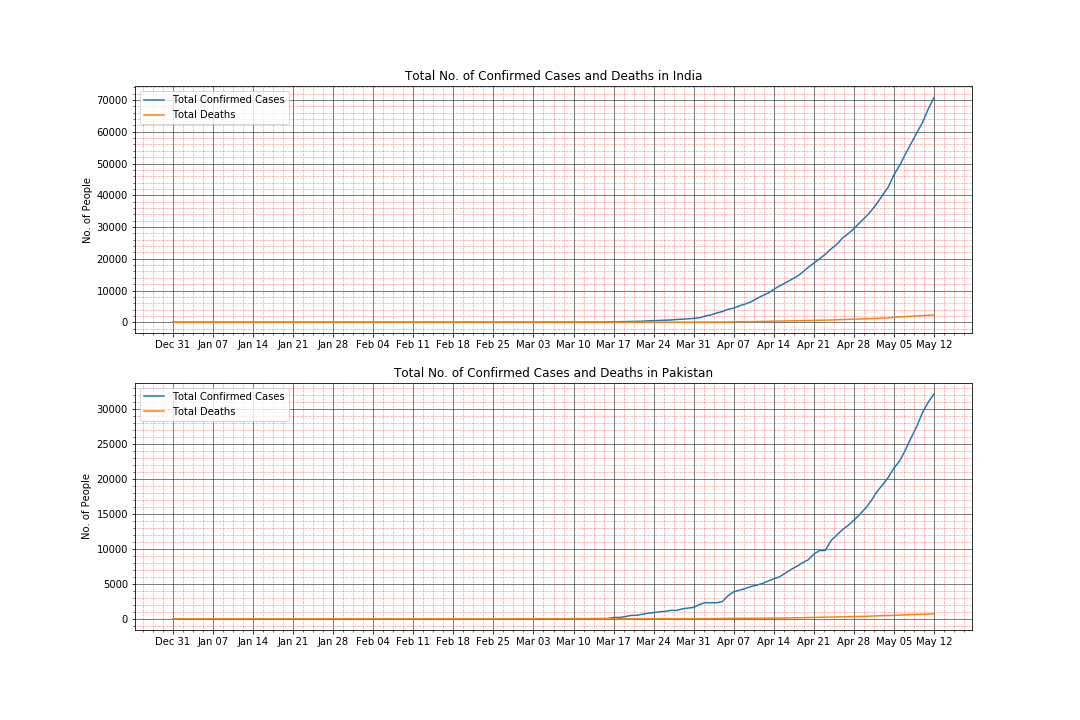 Total No. of Confirmed Cases and Deaths in India
Total Confirmed Cases
Total Deaths
No. of People
70000
60000
50000
40000
30000
20000
10000
0
Dec 31 Jan 07 Jan 14 Jan 21 Jan 28 Feb 04 Feb 11 Feb 18 Feb 25 Mar 03 Mar 10 Mar 17 Mar 24 Mar 31 Apr 07 Apr 14 Apr 21 Apr 28 May 05 May 12
Total No. of Confirmed Cases and Deaths in Pakistan
Total Confirmed Cases
Total Deaths
No. of People
30000
25000
20000
15000
10000
5000
0
Dec 31 Jan 07 Jan 14 Jan 21 Jan 28 Feb 04 Feb 11 Feb 18 Feb 25 Mar 03 Mar 10 Mar 17 Mar 24 Mar 31 Apr 07 Apr 14 Apr 21 Apr 28 May 05 May 12